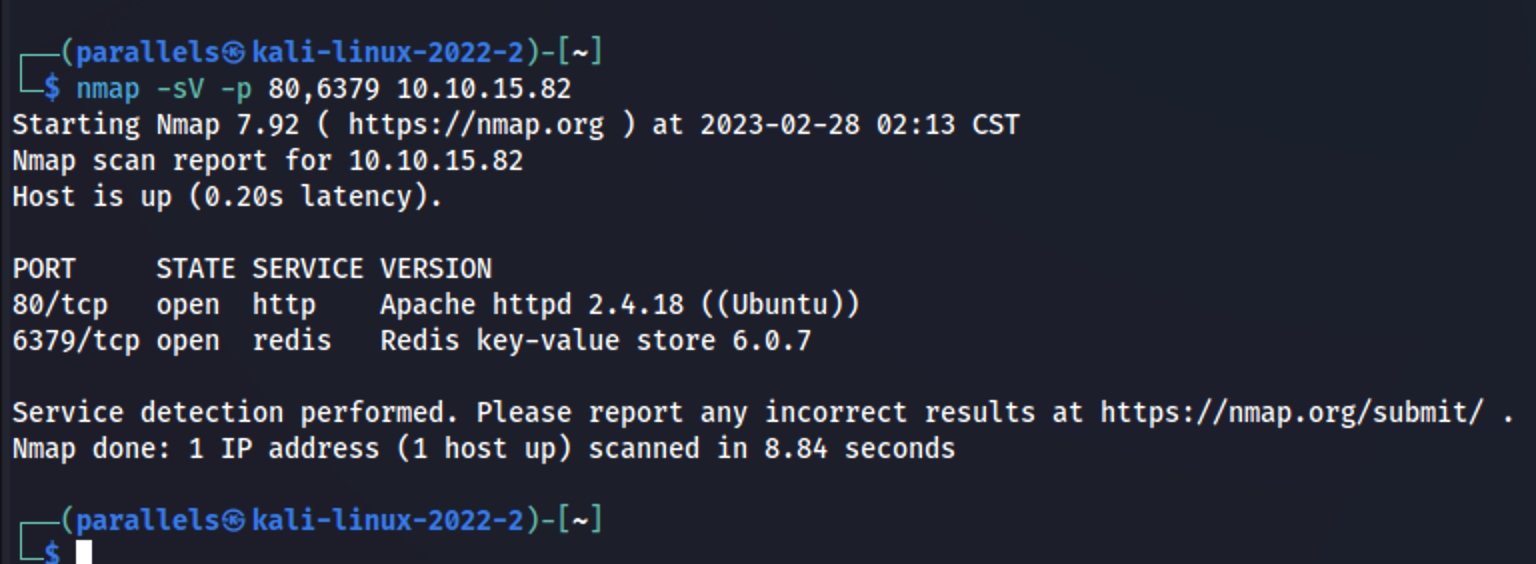 ┌──(parallels㉿kali-linux-2022-2)-[~]
└─$ nmap -sV -p 80,6379 10.10.15.82
Starting Nmap 7.92 ( https://nmap.org ) at 2023-02-28 02:13 CST
Nmap scan report for 10.10.15.82
Host is up (0.20s latency).
PORT     STATE SERVICE VERSION
80/tcp   open  http    Apache httpd 2.4.18 ((Ubuntu))
6379/tcp open  redis   Redis key-value store 6.0.7
Service detection performed. Please report any incorrect results at https://nmap.org/submit/ .
Nmap done: 1 IP address (1 host up) scanned in 8.84 seconds
┌──(parallels㉿kali-linux-2022-2)-[~]
└─$